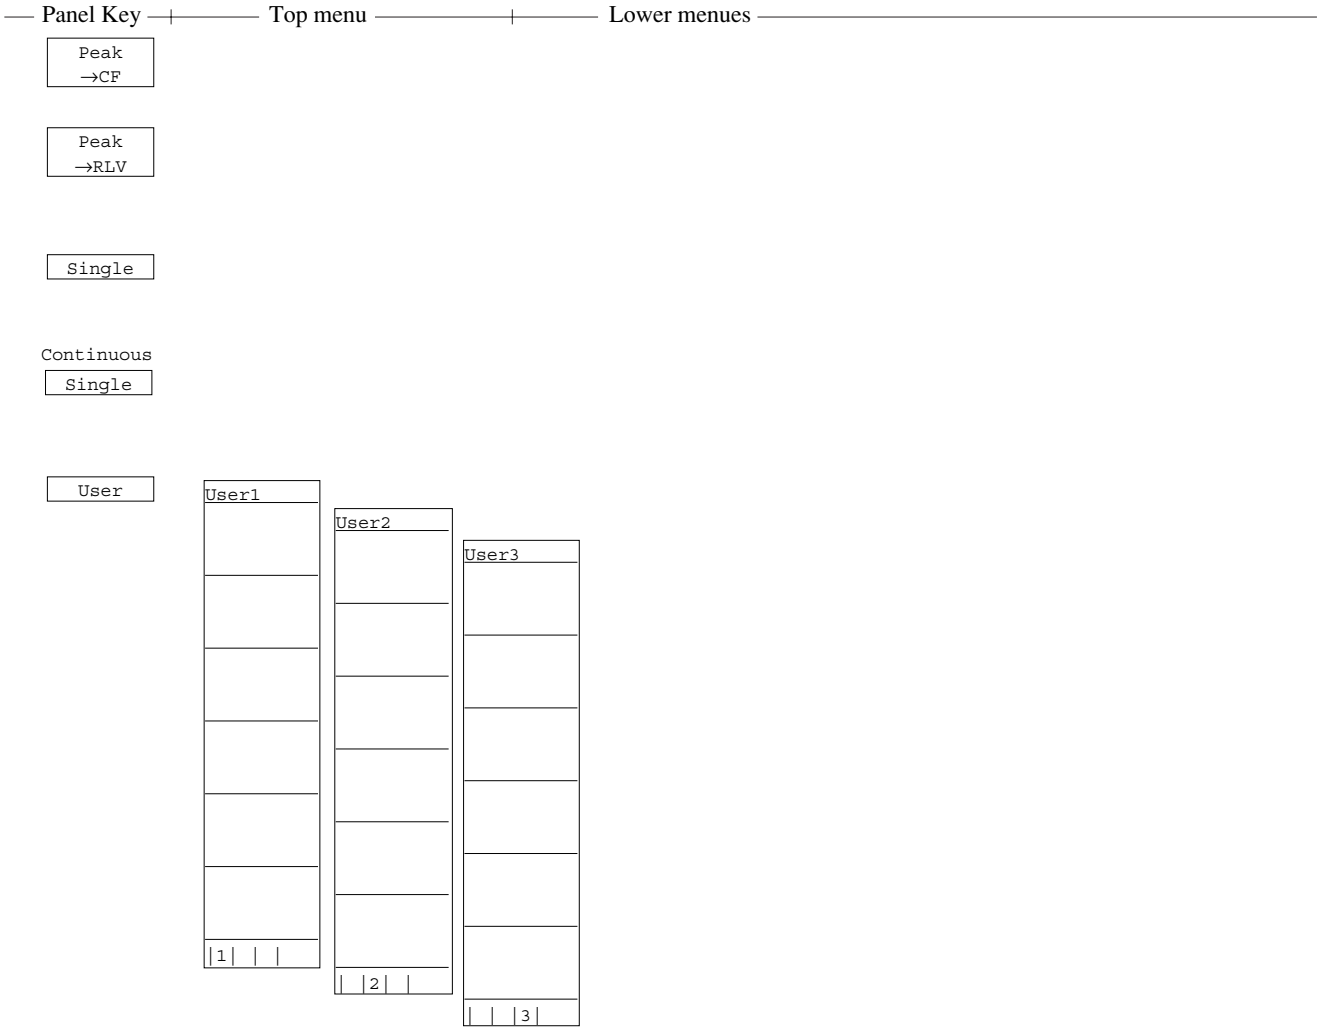 Panel Key Top menu Lower menues
Peak
→CF
Peak
→RLV
Single
Continuous
Single
User
User1
User2
User3
|1| | |
| |2| |
| | |3|